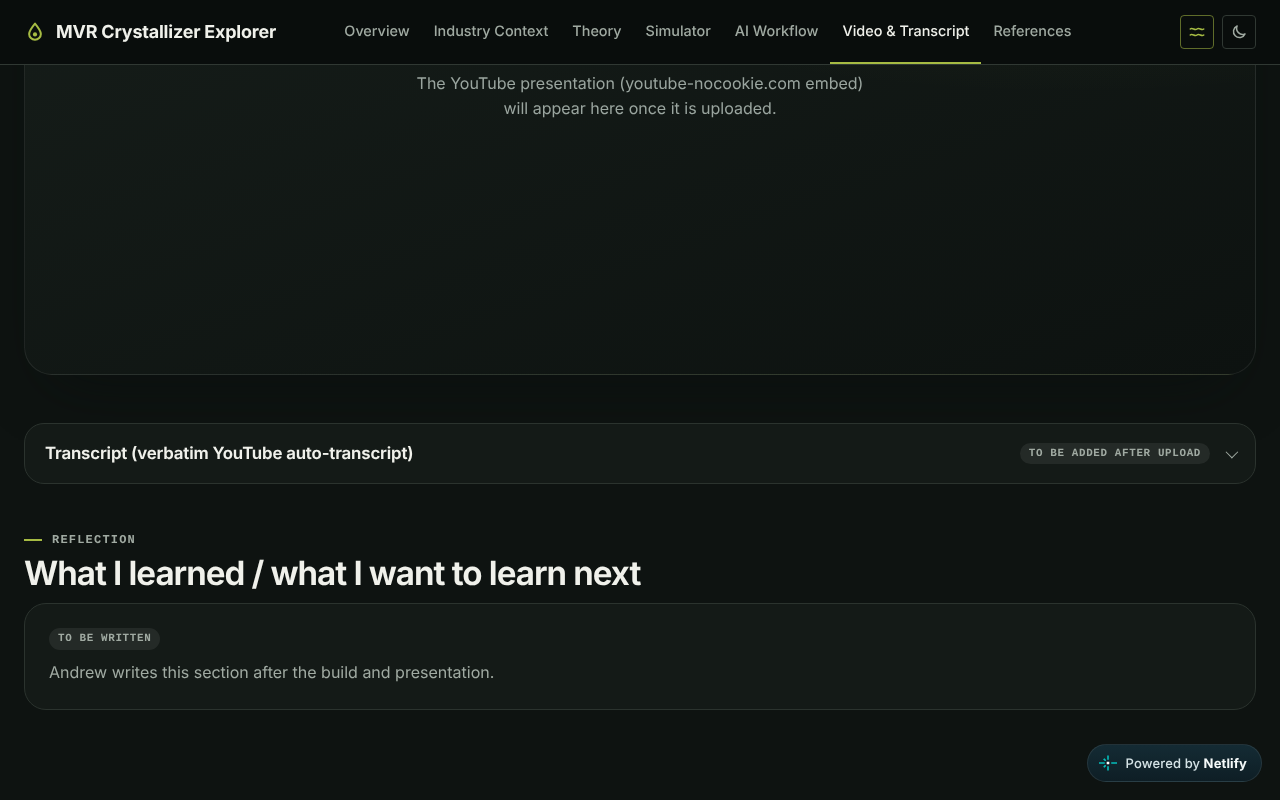 MVR Crystallizer Explorer
Overview
Industry Context
Theory
Simulator
AI Workflow
Video & Transcript
References
The YouTube presentation (youtube-nocookie.com embed)
will appear here once it is uploaded.
Transcript (verbatim YouTube auto-transcript)
TO BE ADDED AFTER UPLOAD
REFLECTION
What I learned / what I want to learn next
TO BE WRITTEN
Andrew writes this section after the build and presentation.
Powered by Netlify